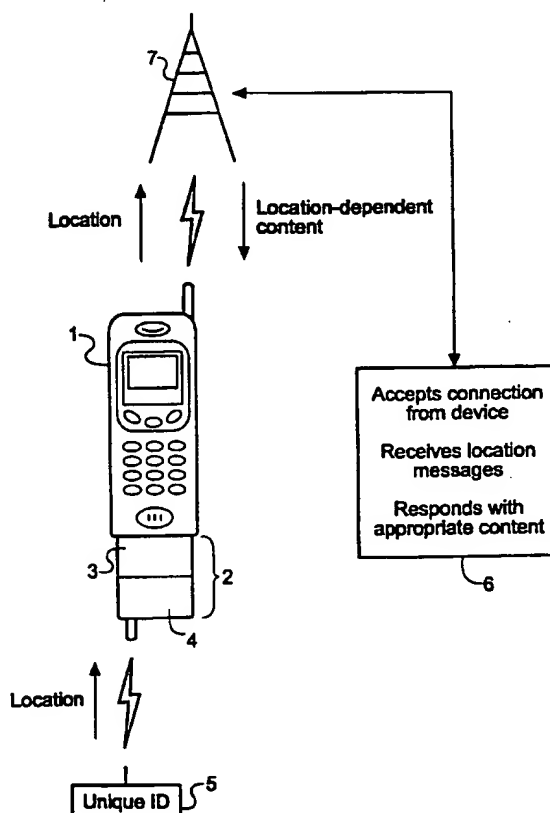 7
Location
Location-dependent
content
1
Accepts connection
from device
Receives location
messages
Responds with
appropriate content
3
2
6
4
Location
5
Unique ID